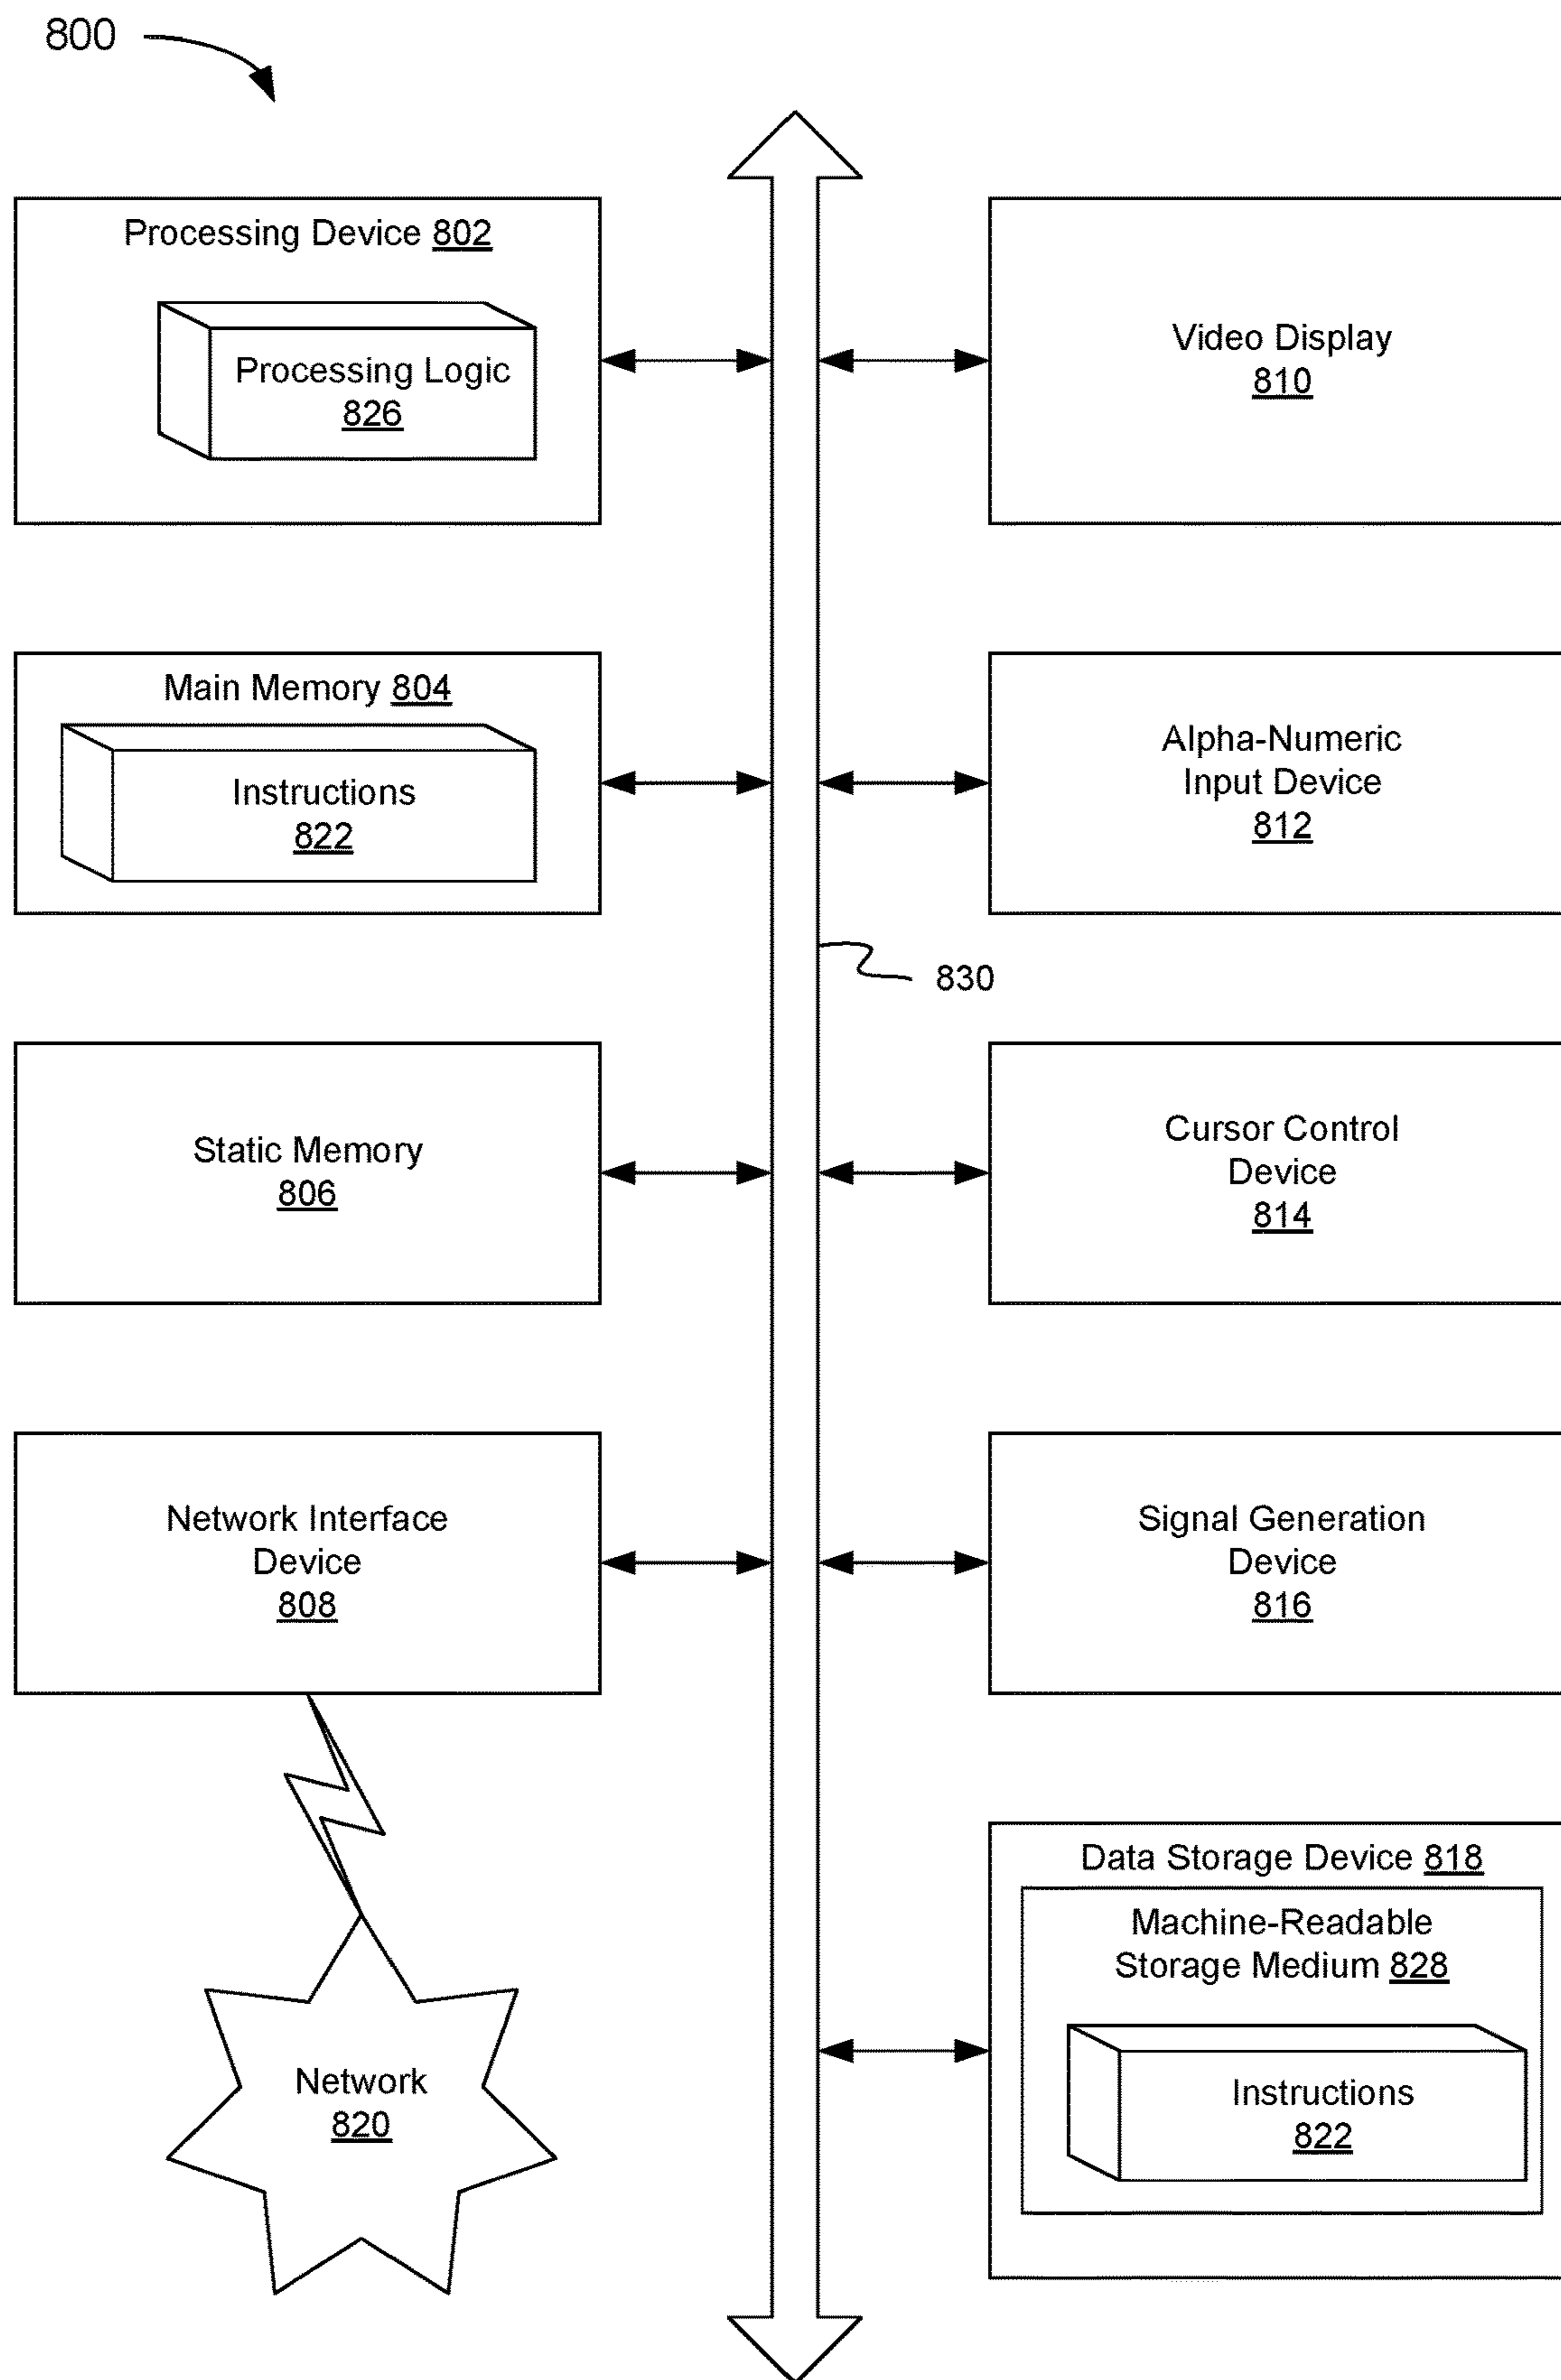 800
Processing Device 802
Processing Logic
826
Main Memory 804
Instructions
822
Static Memory
806
Network Interface
Device
808
Network
820
830
Video Display
810
Alpha-Numeric
Input Device
812
Cursor Control
Device
814
Signal Generation
Device
816
Data Storage Device 818
Machine-Readable
Storage Medium 828
Instructions
822